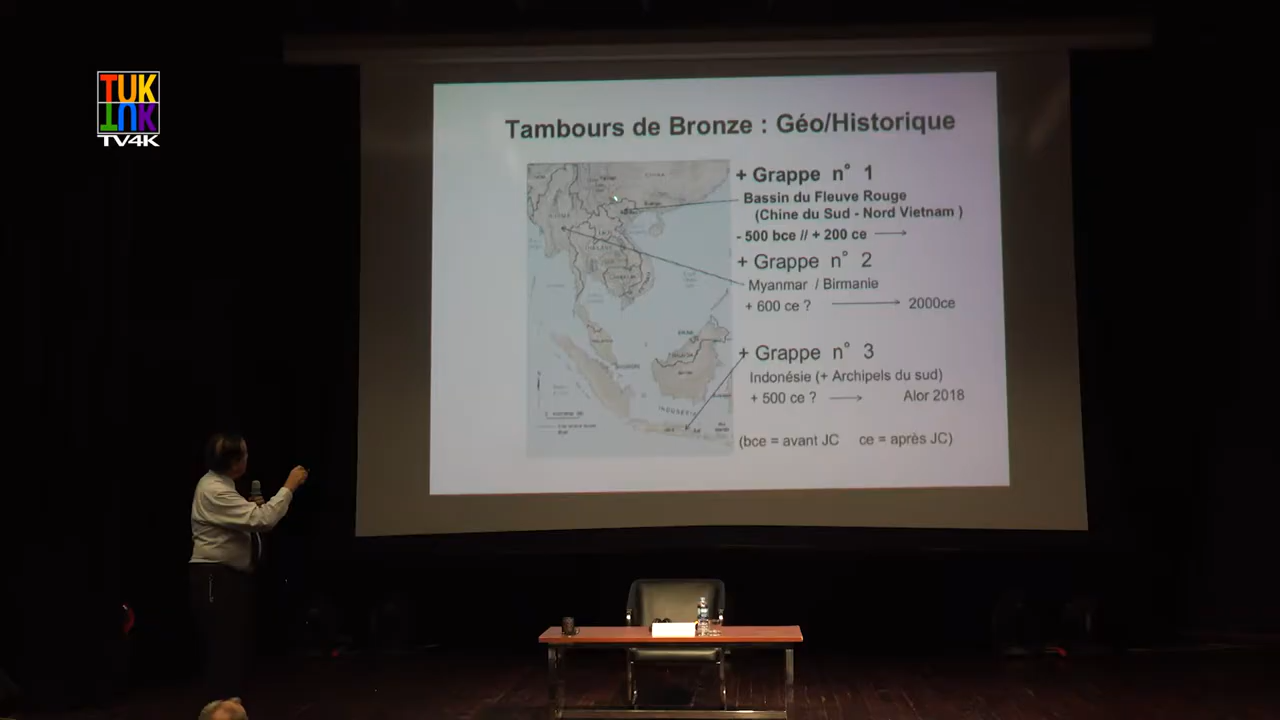 TUK
TUK
TV4K
Tambours de Bronze : Géo/Historique
+ Grappe n° 1
Bassin du Fleuve Rouge
(Chine du Sud - Nord Vietnam )
- 500 bce // + 200 ce
+ Grappe n° 2
Myanmar / Birmanie
+ 600 ce ? 2000ce
+ Grappe n° 3
Indonésie (+ Archipels du sud)
+ 500 ce ? Alor 2018
(bce = avant JC ce = après JC)
CHINA
INDONESIA